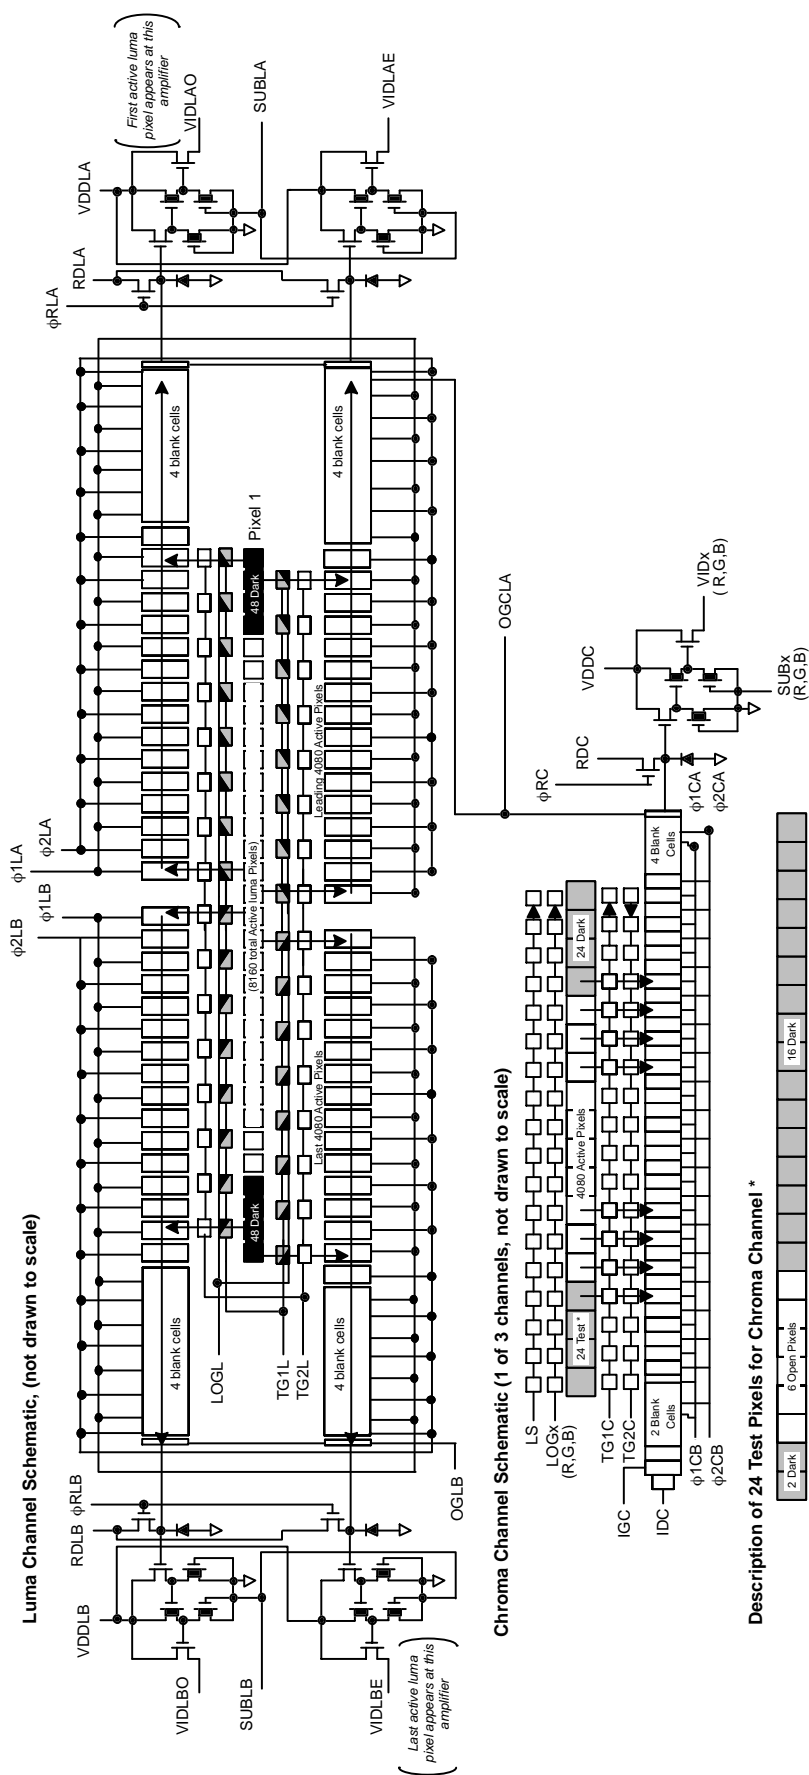 Luma Channel Schematic, (not drawn to scale)
VIDLBO
SUBLB
VIDLBE
Last active luma
pixel appears at this
amplifier
VDDLB
RDLB
ϕRLB
OGLB
4 blank cells
4 blank cells
LOGL
TG1L
TG2L
48 Dark
Last 4080 Active Pixels
ϕ2LB
ϕ1LB
ϕ1LA
ϕ2LA
(8160 total Active luma Pixels)
Leading 4080 Active Pixels
48 Dark
Pixel 1
4 blank cells
4 blank cells
ϕRLA
RDLA
VDDLA
First active luma
pixel appears at this
amplifier
VIDLAO
SUBLA
VIDLAE
OGCLA
Chroma Channel Schematic (1 of 3 channels, not drawn to scale)
LS
LOGx
(R,G,B)
TG1C
TG2C
IGC
IDC
24 Test *
4080 Active Pixels
24 Dark
2 Blank
Cells
4 Blank
Cells
ϕ1CB
ϕ2CB
ϕ1CA
ϕ2CA
ϕRC
RDC
VDDC
VIDx
( R,G,B)
SUBx
(R,G,B)
Description of 24 Test Pixels for Chroma Channel *
2 Dark
6 Open Pixels
16 Dark